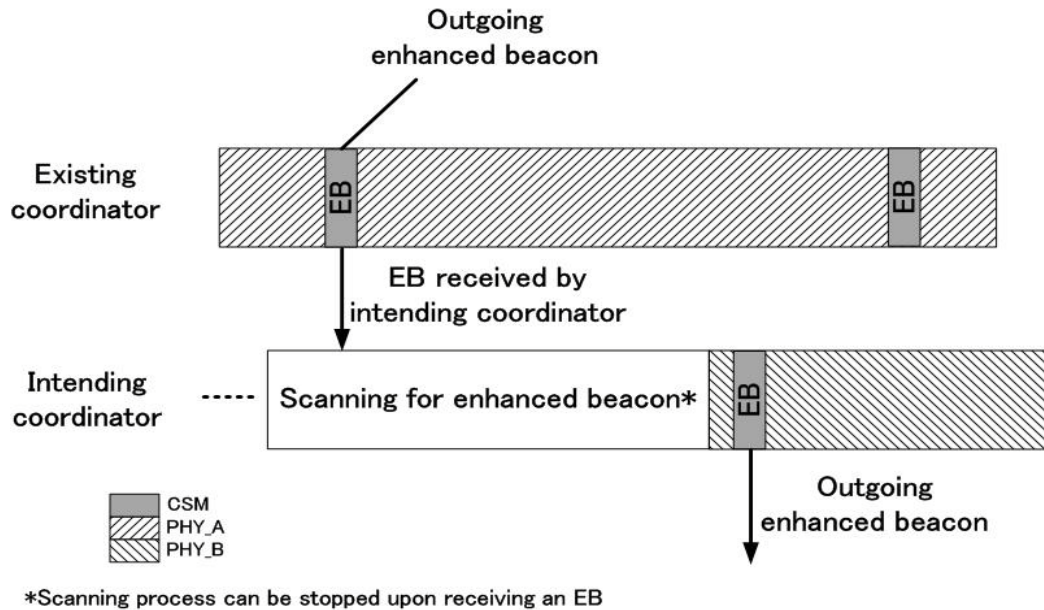 Outgoing
enhanced beacon
Existing
coordinator
EB
EB
EB received by
intending coordinator
Intending
coordinator
Scanning for enhanced beacon*
EB
Outgoing
enhanced beacon
CSM
PHY_A
PHY_B
*Scanning process can be stopped upon receiving an EB